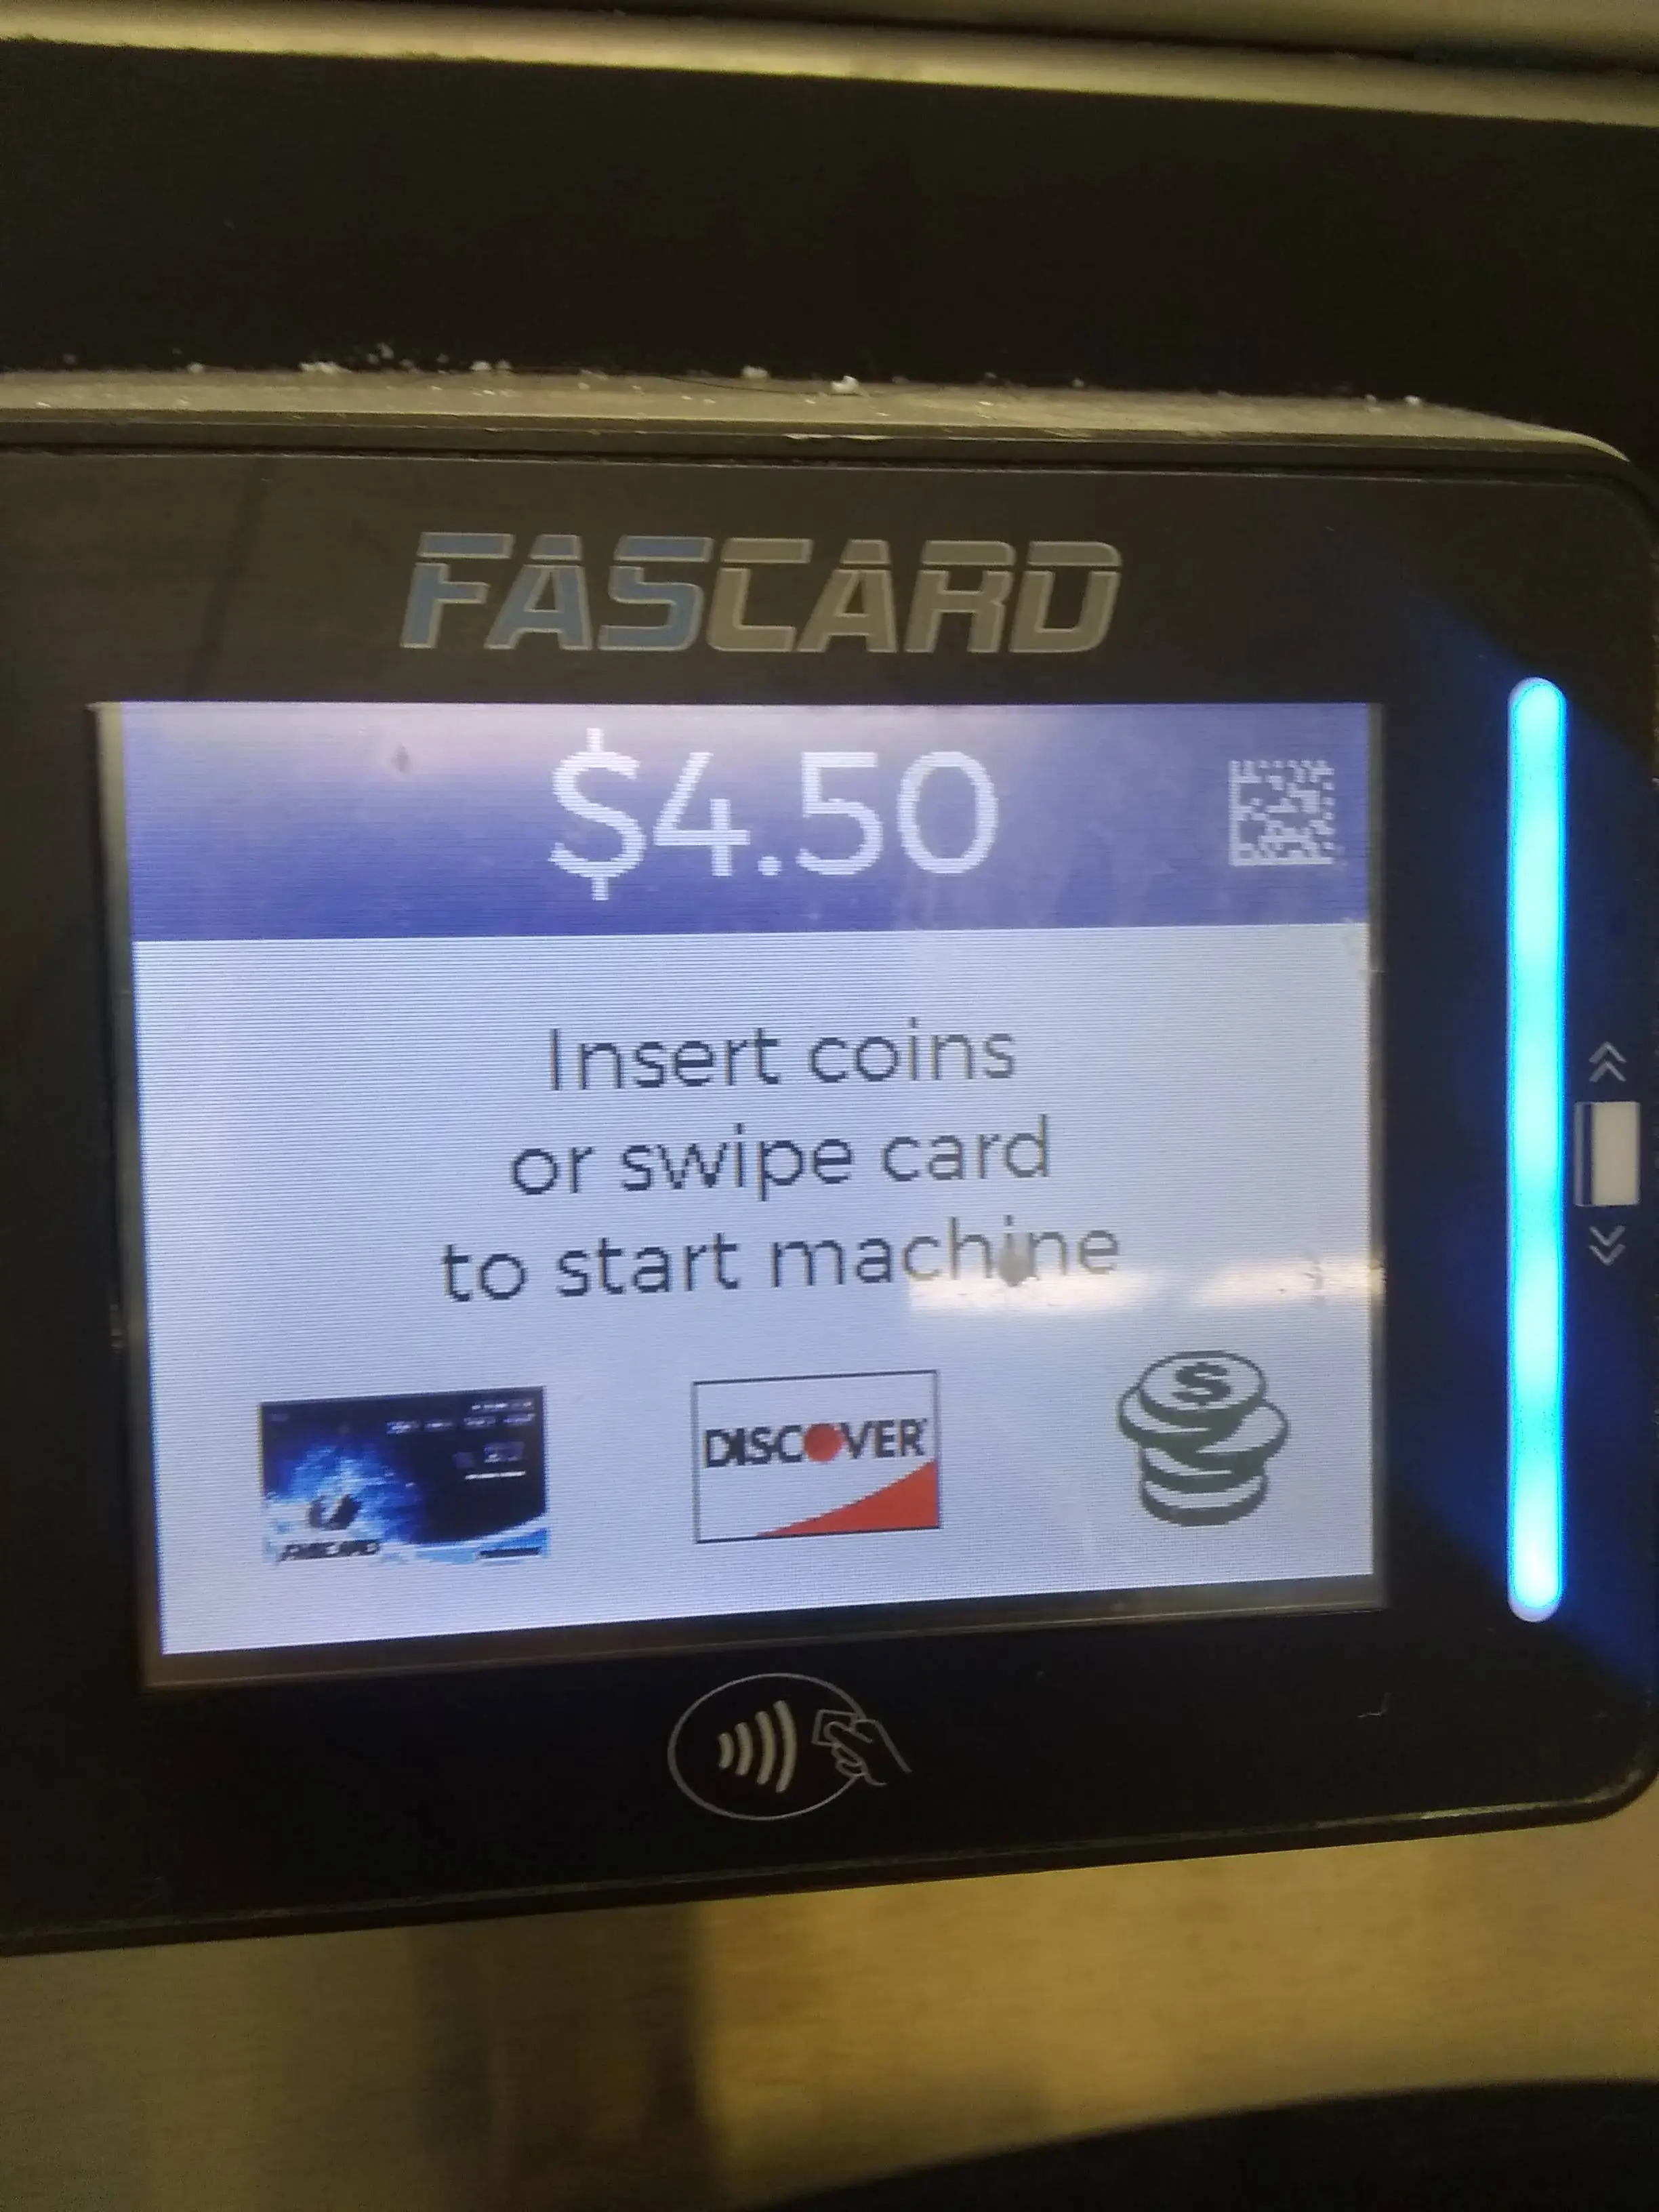 FASCARD
$4.50
Insert coins
or swipe card
to start machine
DISCOVER
$